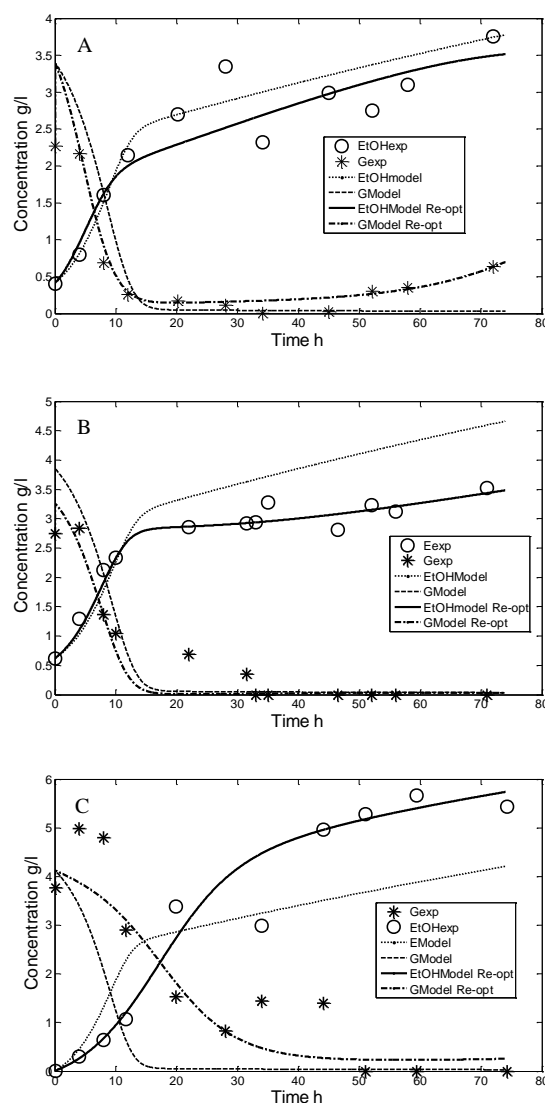 A
4
3.5
3
2.5
2
1.5
1
0.5
0
Concentration g/l
EtOHexp
Gexp
EtOHmodel
GModel
EtOHModel Re-opt
GModel Re-opt
0 10 20 30 40 50 60 70 80
Time h
B
5
4.5
4
3.5
3
2.5
2
1.5
1
0.5
0
Concentration g/l
Eexp
Gexp
EtOHModel
GModel
EtOHmodel Re-opt
GModel Re-opt
0 10 20 30 40 50 60 70 80
Time h
C
6
5
4
3
2
1
0
Concentration g/l
Gexp
EtOHexp
EModel
GModel
EtOHModel Re-opt
GModel Re-opt
0 10 20 30 40 50 60 70 80
Time h